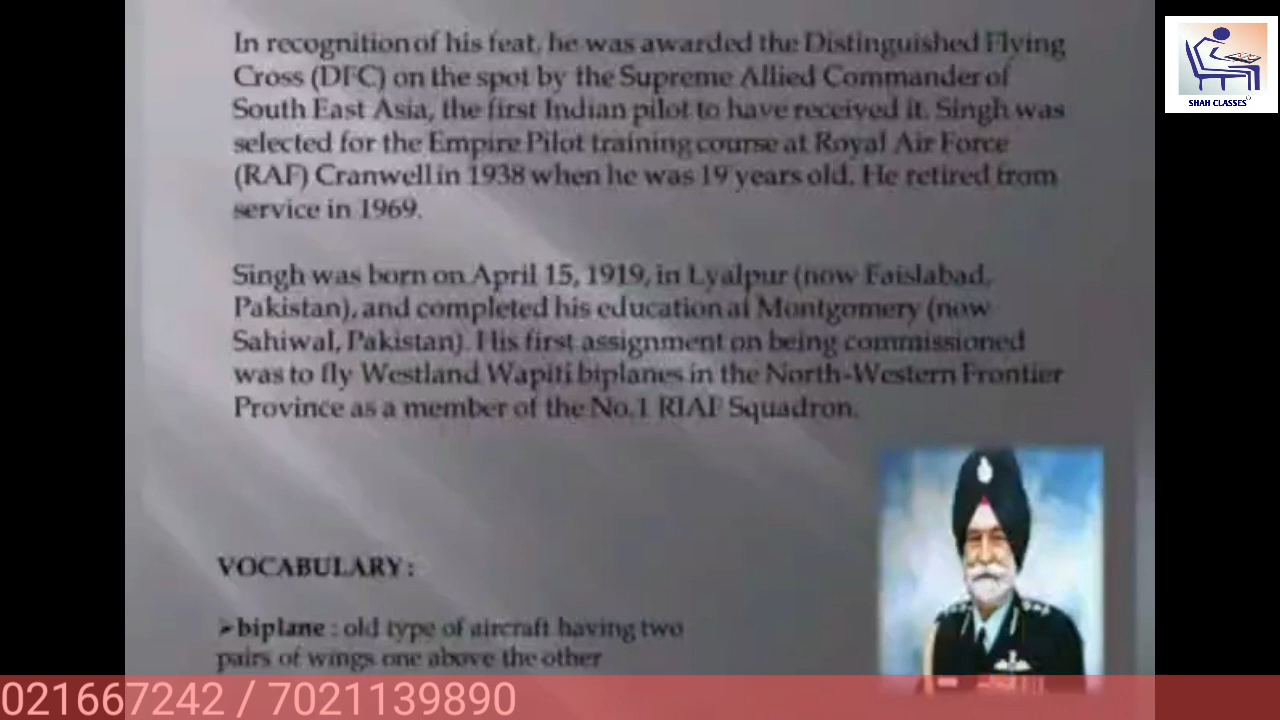 In recognition of his feat, he was awarded the Distinguished Flying
Cross (DFC) on the spot by the Supreme Allied Commander of
South East Asia, the first Indian pilot to have received it. Singh was
selected for the Empire Pilot training course at Royal Air Force
(RAF) Cranwell in 1938 when he was 19 years old. He retired from
service in 1969.
Singh was born on April 15, 1919, in Lyalpur (now Faislabad,
Pakistan), and completed his education at Montgomery (now
Sahiwal, Pakistan). His first assignment on being commissioned
was to fly Westland Wapiti biplanes in the North-Western Frontier
Province as a member of the No.1 RIAF Squadron.
VOCABULARY :
➢biplane : old type of aircraft having two
pairs of wings one above the other
021667242 / 7021139890
SHAH CLASSES